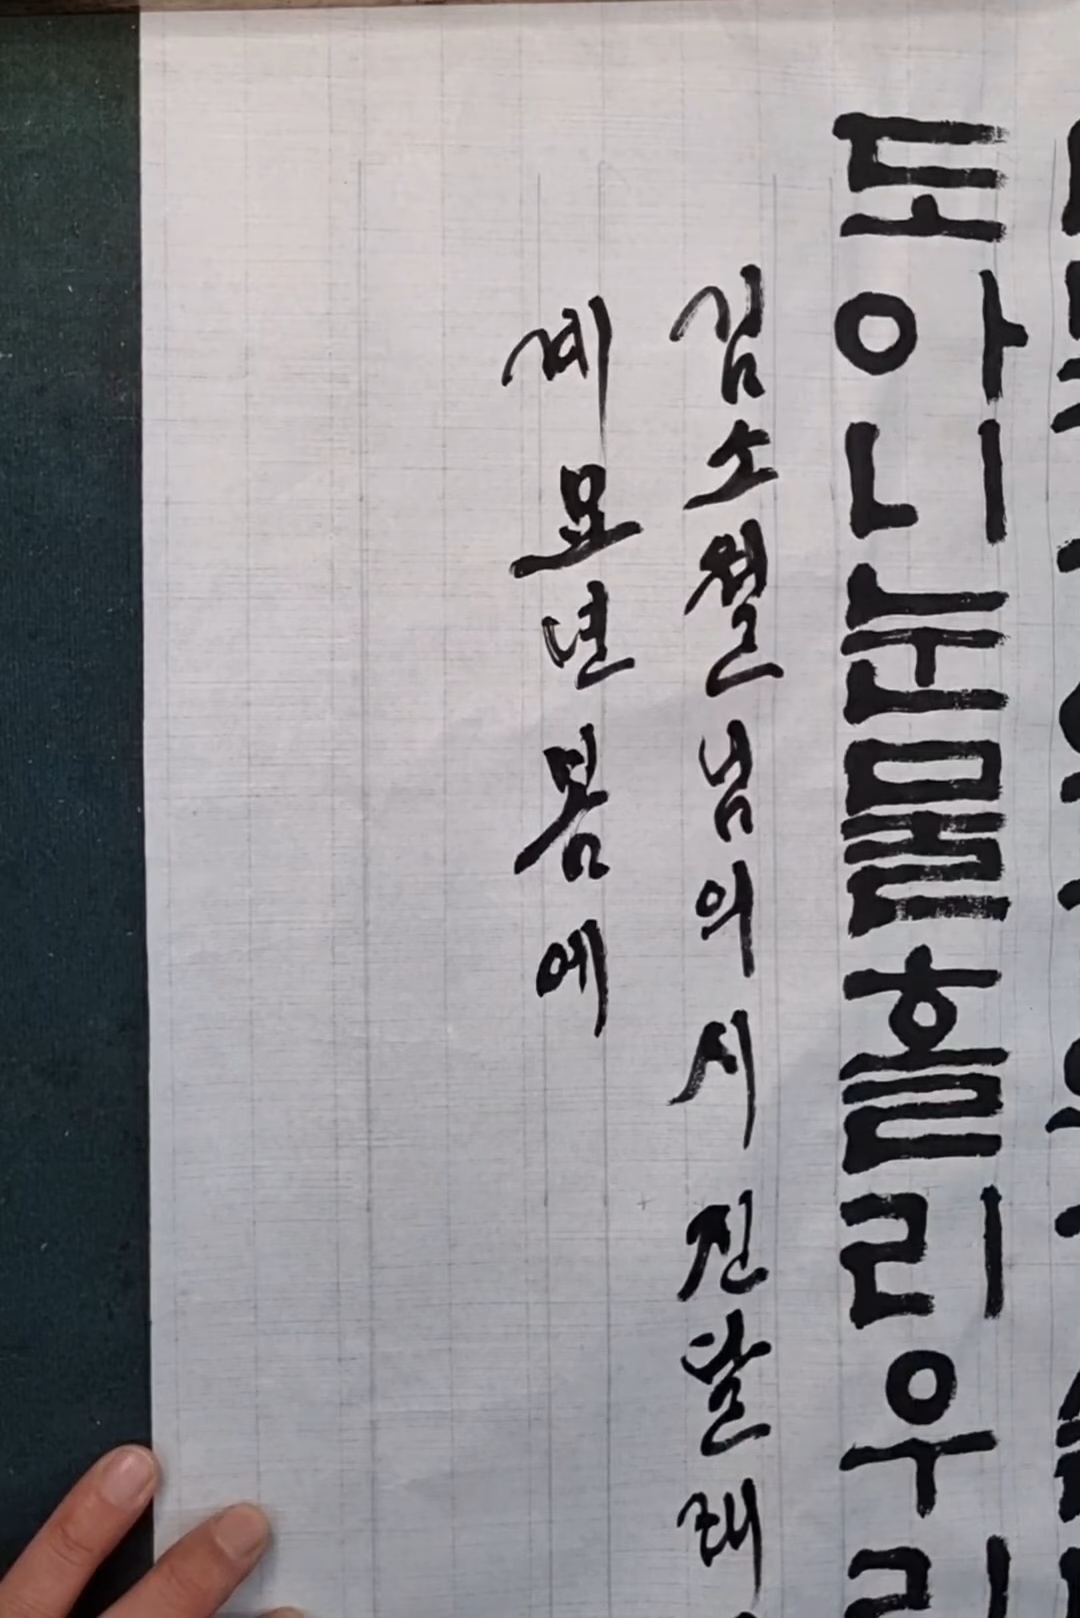 도아니눈물흘리우리
김소월님의 시 진달래
계묘년 봄에